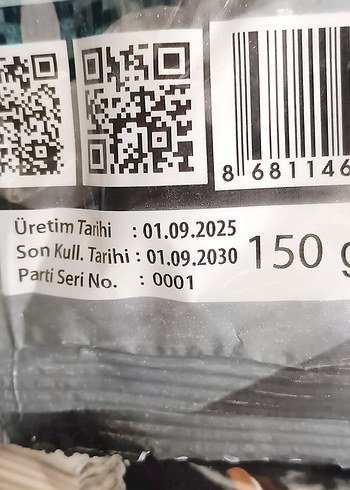 8 681146
Üretim Tarihi : 01.09.2025
Son Kull. Tarihi : 01.09.2030
150 g
Parti Seri No. : 0001